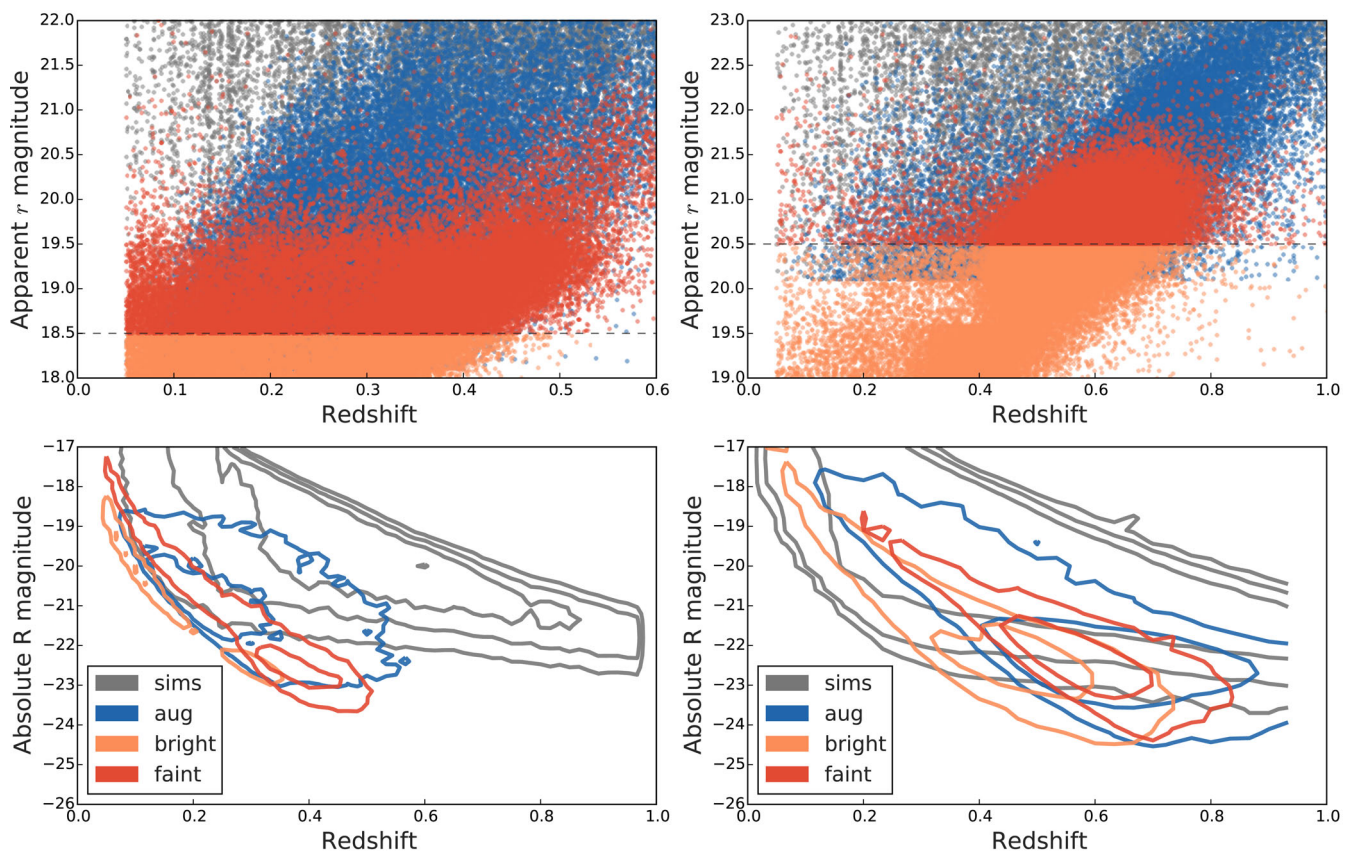 22.0
21.5
21.0
20.5
20.0
19.5
19.0
18.5
18.0
Apparent r magnitude
0.0 0.1 0.2 0.3 0.4 0.5 0.6
Redshift
23.0
22.5
22.0
21.5
21.0
20.5
20.0
19.5
19.0
Apparent r magnitude
0.0 0.2 0.4 0.6 0.8 1.0
Redshift
−17
−18
−19
−20
−21
−22
−23
−24
−25
−26
Absolute R magnitude
sims
aug
bright
faint
0.0 0.2 0.4 0.6 0.8 1.0
Redshift
−17
−18
−19
−20
−21
−22
−23
−24
−25
−26
Absolute R magnitude
sims
aug
bright
faint
0.0 0.2 0.4 0.6 0.8 1.0
Redshift